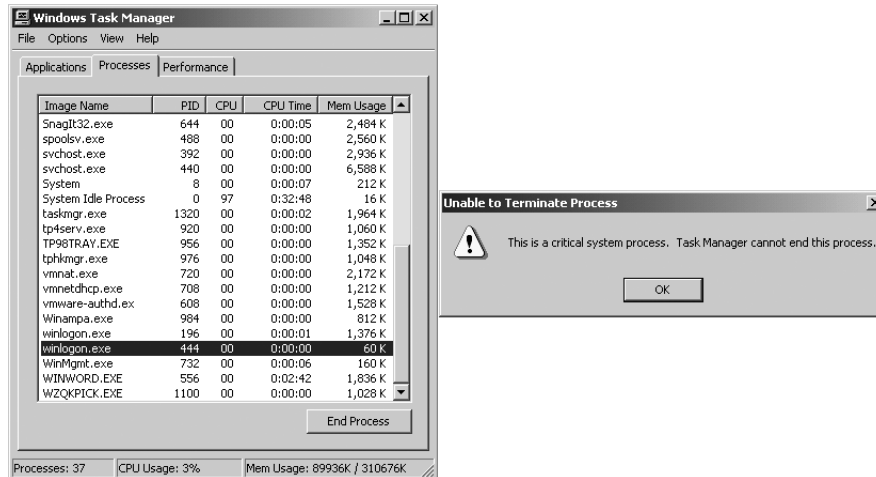 Windows Task Manager
File Options View Help
Applications Processes Performance
Image Name PID CPU CPU Time Mem Usage
SnagIt32.exe 644 00 0:00:05 2,484 K
spoolsv.exe 488 00 0:00:00 2,560 K
svchost.exe 392 00 0:00:00 2,936 K
svchost.exe 440 00 0:00:00 6,588 K
System 8 00 0:00:07 212 K
System Idle Process 0 97 0:32:48 16 K
taskmgr.exe 1320 00 0:00:02 1,964 K
tp4serv.exe 920 00 0:00:00 1,060 K
TP98TRAY.EXE 956 00 0:00:00 1,352 K
tphkmgr.exe 976 00 0:00:00 1,048 K
vmnat.exe 720 00 0:00:00 2,172 K
vmnetdhcp.exe 708 00 0:00:00 1,212 K
vmware-authd.ex 608 00 0:00:00 1,528 K
Winampa.exe 984 00 0:00:00 812 K
winlogon.exe 196 00 0:00:01 1,376 K
winlogon.exe 444 00 0:00:00 60 K
WinMgmt.exe 732 00 0:00:06 160 K
WINWORD.EXE 556 00 0:02:42 1,836 K
WZQKPICK.EXE 1100 00 0:00:00 1,028 K
End Process
Processes: 37 CPU Usage: 3% Mem Usage: 89936K / 310676K
Unable to Terminate Process
This is a critical system process. Task Manager cannot end this process.
OK